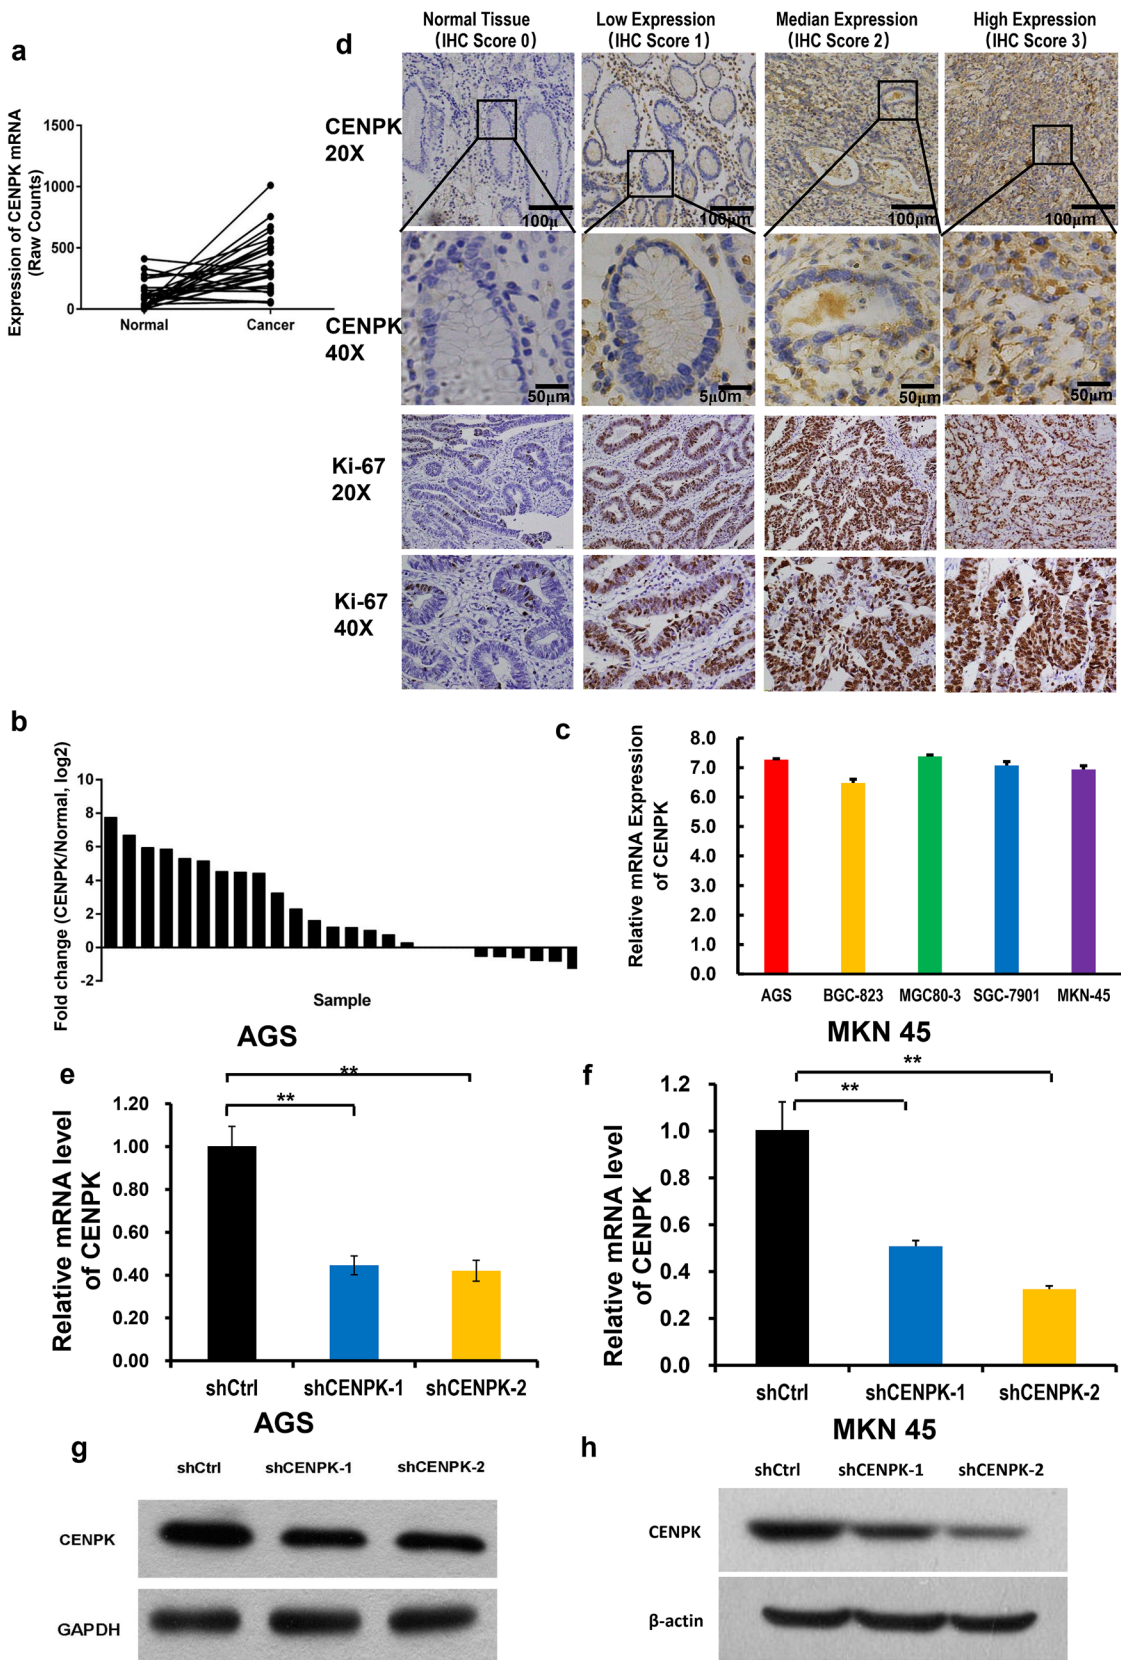 a
Expression of CENPK mRNA
(Raw Counts)
1500
1000
500
0
Normal
Cancer
d
Normal Tissue
(IHC Score 0)
Low Expression
(IHC Score 1)
Median Expression
(IHC Score 2)
High Expression
(IHC Score 3)
CENPK
20X
100μ
100μm
100μm
100μm
CENPK
40X
50μm
5μ0m
50μm
50μm
Ki-67
20X
Ki-67
40X
b
Fold change (CENPK/Normal, log2)
10
8
6
4
2
0
-2
Sample
c
Relative mRNA Expression
of CENPK
8.0
7.0
6.0
5.0
4.0
3.0
2.0
1.0
0.0
AGS
BGC-823
MGC80-3
SGC-7901
MKN-45
AGS
e
Relative mRNA level
of CENPK
1.20
1.00
0.80
0.60
0.40
0.20
0.00
**
**
shCtrl
shCENPK-1
shCENPK-2
MKN 45
f
Relative mRNA level
of CENPK
1.2
1.0
0.8
0.6
0.4
0.2
0.0
**
**
shCtrl
shCENPK-1
shCENPK-2
AGS
g
shCtrl
shCENPK-1
shCENPK-2
CENPK
GAPDH
MKN 45
h
shCtrl
shCENPK-1
shCENPK-2
CENPK
β-actin